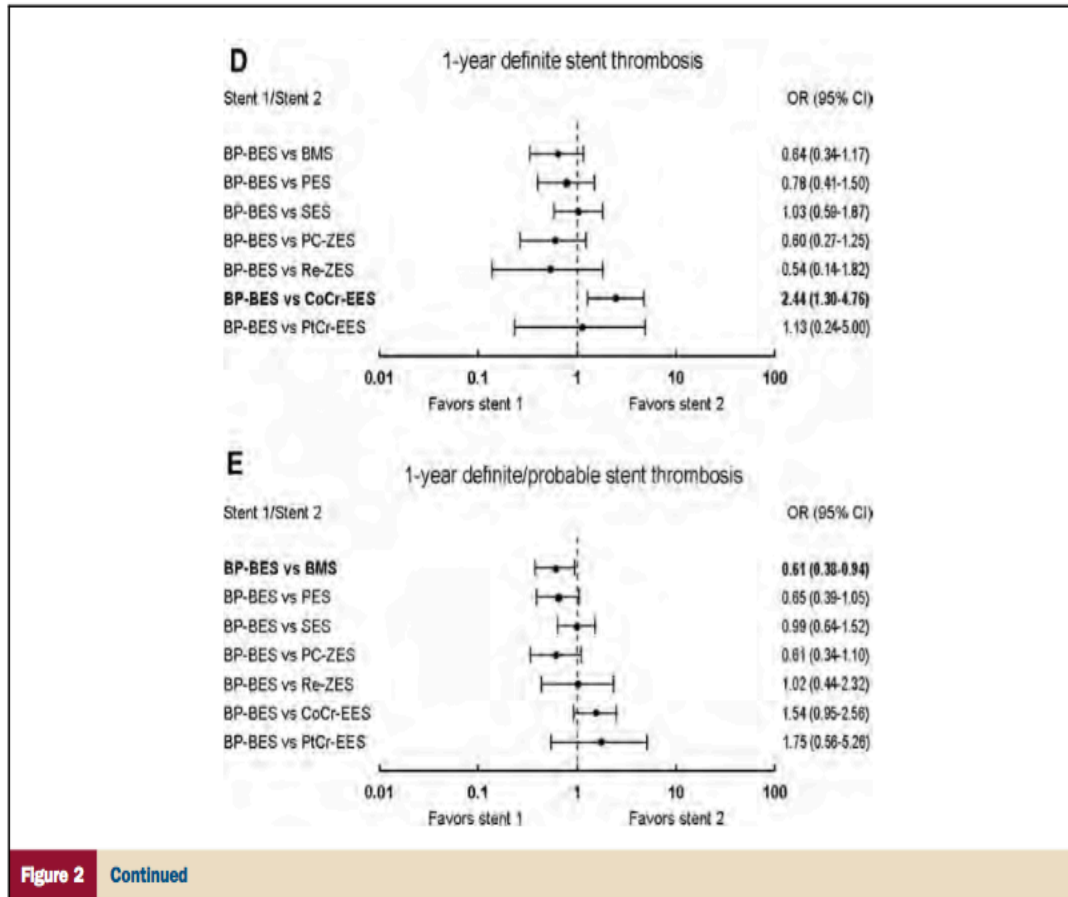 D
1-year definite stent thrombosis
Stent 1/Stent 2 OR (95% CI)
BP-BES vs BMS 0.64 (0.34-1.17)
BP-BES vs PES 0.78 (0.41-1.50)
BP-BES vs SES 1.03 (0.59-1.87)
BP-BES vs PC-ZES 0.60 (0.27-1.25)
BP-BES vs Re-ZES 0.54 (0.14-1.82)
BP-BES vs CoCr-EES 2.44 (1.30-4.76)
BP-BES vs PtCr-EES 1.13 (0.24-5.00)
0.01 0.1 1 10 100
Favors stent 1 Favors stent 2
E
1-year definite/probable stent thrombosis
Stent 1/Stent 2 OR (95% CI)
BP-BES vs BMS 0.61 (0.38-0.94)
BP-BES vs PES 0.65 (0.39-1.05)
BP-BES vs SES 0.99 (0.64-1.52)
BP-BES vs PC-ZES 0.61 (0.34-1.10)
BP-BES vs Re-ZES 1.02 (0.44-2.32)
BP-BES vs CoCr-EES 1.54 (0.95-2.56)
BP-BES vs PtCr-EES 1.75 (0.56-5.26)
0.01 0.1 1 10 100
Favors stent 1 Favors stent 2
Figure 2 Continued